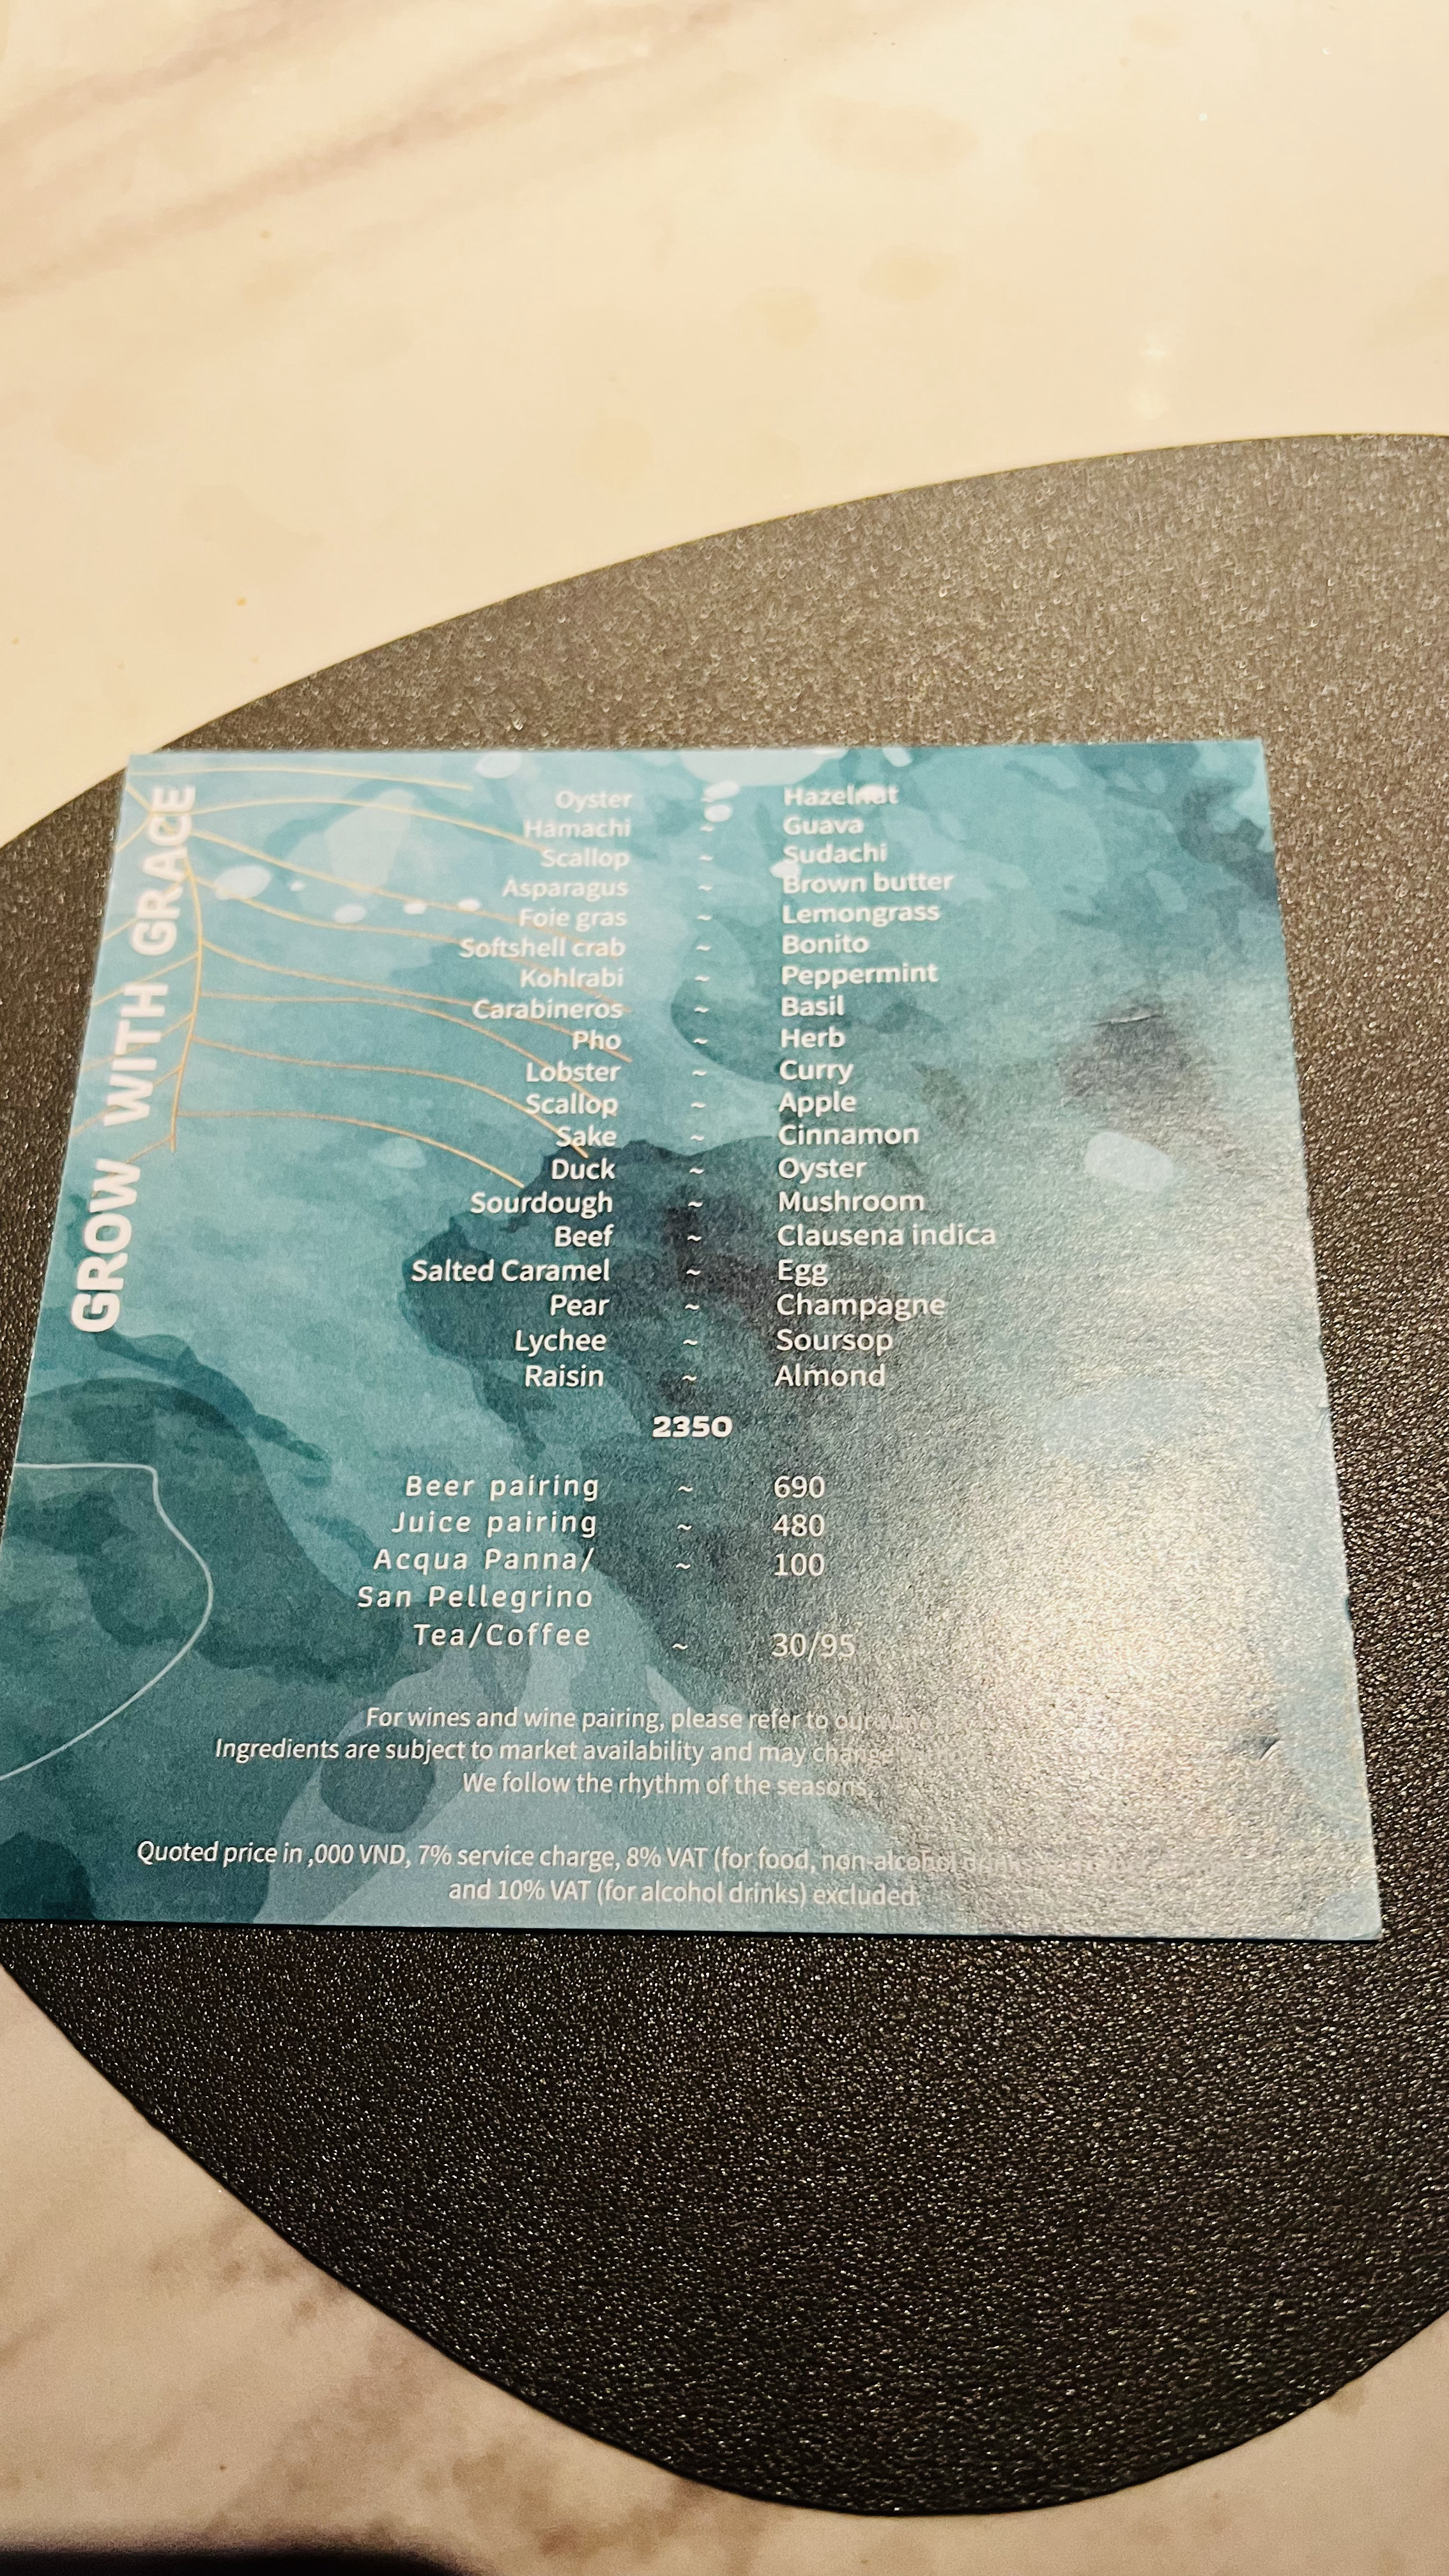 GROW WITH GRACE
Oyster ~ Hazelnut
Hamachi ~ Guava
Scallop ~ Sudachi
Asparagus ~ Brown butter
Foie gras ~ Lemongrass
Softshell crab ~ Bonito
Kohlrabi ~ Peppermint
Carabineros ~ Basil
Pho ~ Herb
Lobster ~ Curry
Scallop ~ Apple
Sake ~ Cinnamon
Duck ~ Oyster
Sourdough ~ Mushroom
Beef ~ Clausena indica
Salted Caramel ~ Egg
Pear ~ Champagne
Lychee ~ Soursop
Raisin ~ Almond
2350
Beer pairing ~ 690
Juice pairing ~ 480
Acqua Panna/ ~ 100
San Pellegrino
Tea/Coffee ~ 30/95
For wines and wine pairing, please refer to our
Ingredients are subject to market availability and may change
We follow the rhythm of the seasons
Quoted price in ,000 VND, 7% service charge, 8% VAT (for food, non-alcohol
and 10% VAT (for alcohol drinks) excluded.